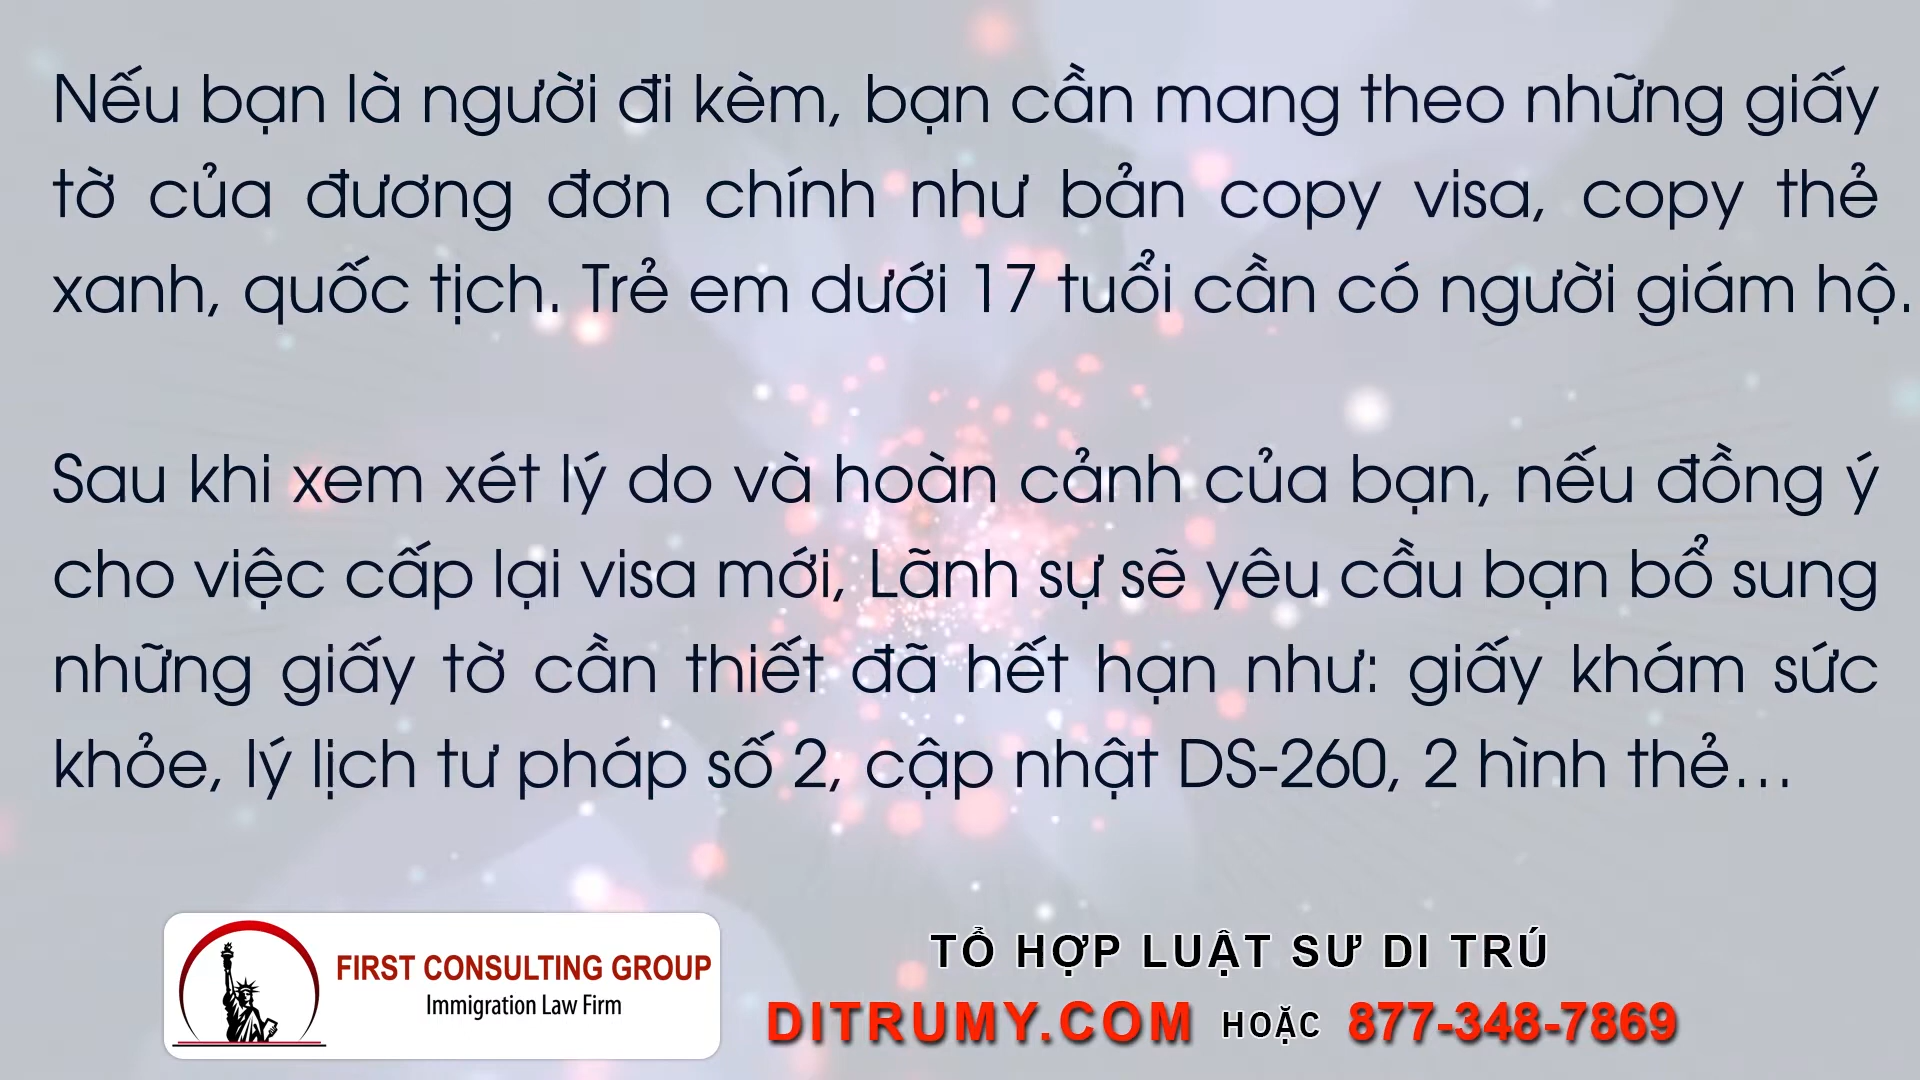 Nếu bạn là người đi kèm, bạn cần mang theo những giấy
tờ của đương đơn chính như bản copy visa, copy thẻ
xanh, quốc tịch. Trẻ em dưới 17 tuổi cần có người giám hộ.
Sau khi xem xét lý do và hoàn cảnh của bạn, nếu đồng ý
cho việc cấp lại visa mới, Lãnh sự sẽ yêu cầu bạn bổ sung
những giấy tờ cần thiết đã hết hạn như: giấy khám sức
khỏe, lý lịch tư pháp số 2, cập nhật DS-260, 2 hình thẻ...
FIRST CONSULTING GROUP
Immigration Law Firm
TỔ HỢP LUẬT SƯ DI TRÚ
DITRUMY.COM HOẶC 877-348-7869